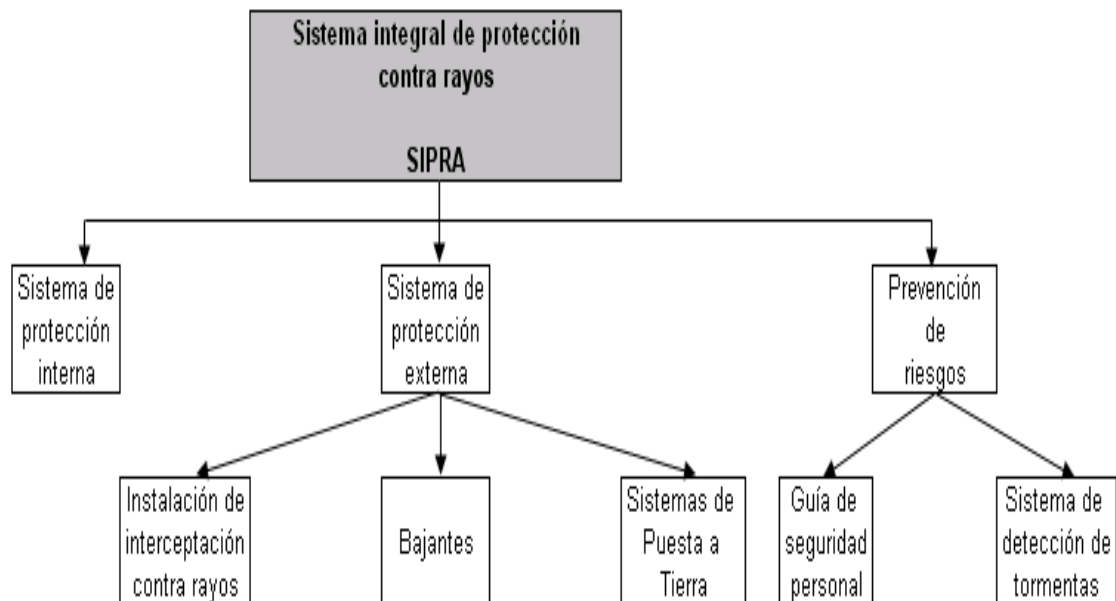 Sistema integral de protección
contra rayos
SIPRA
Sistema de
protección
interna
Sistema de
protección
externa
Prevención
de
riesgos
Instalación de
interceptación
contra rayos
Bajantes
Sistemas de
Puesta a
Tierra
Guía de
seguridad
personal
Sistema de
detección de
tormentas